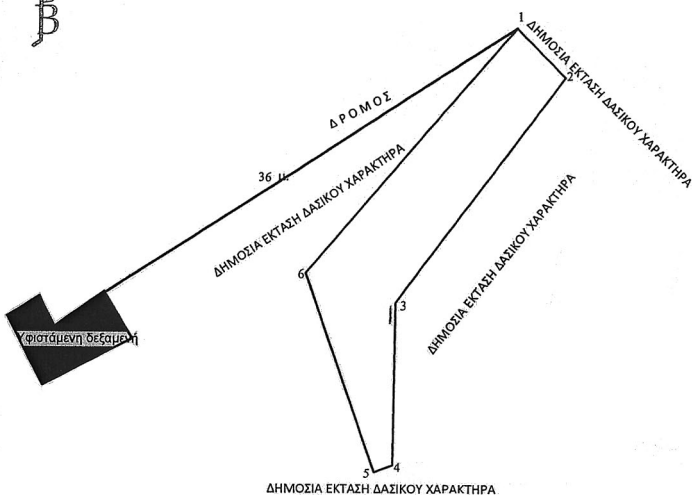 β
1
ΔΗΜΟΣΙΑ ΕΚΤΑΣΗ ΔΑΣΙΚΟΥ ΧΑΡΑΚΤΗΡΑ
2
ΔΡΟΜΟΣ
36 μ.
ΔΗΜΟΣΙΑ ΕΚΤΑΣΗ ΔΑΣΙΚΟΥ ΧΑΡΑΚΤΗΡΑ
ΔΗΜΟΣΙΑ ΕΚΤΑΣΗ ΔΑΣΙΚΟΥ ΧΑΡΑΚΤΗΡΑ
6
3
Υφιστάμενη δεξαμενή
5
4
ΔΗΜΟΣΙΑ ΕΚΤΑΣΗ ΔΑΣΙΚΟΥ ΧΑΡΑΚΤΗΡΑ